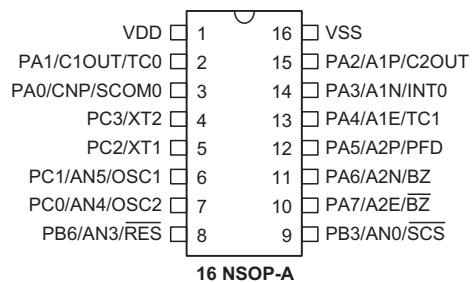 VDD 1 16 VSS
PA1/C1OUT/TC0 2 15 PA2/A1P/C2OUT
PA0/CNP/SCOM0 3 14 PA3/A1N/INT0
PC3/XT2 4 13 PA4/A1E/TC1
PC2/XT1 5 12 PA5/A2P/PFD
PC1/AN5/OSC1 6 11 PA6/A2N/BZ
PC0/AN4/OSC2 7 10 PA7/A2E/B̅Z̅
PB6/AN3/R̅E̅S̅ 8 9 PB3/AN0/S̅C̅S̅
16 NSOP-A